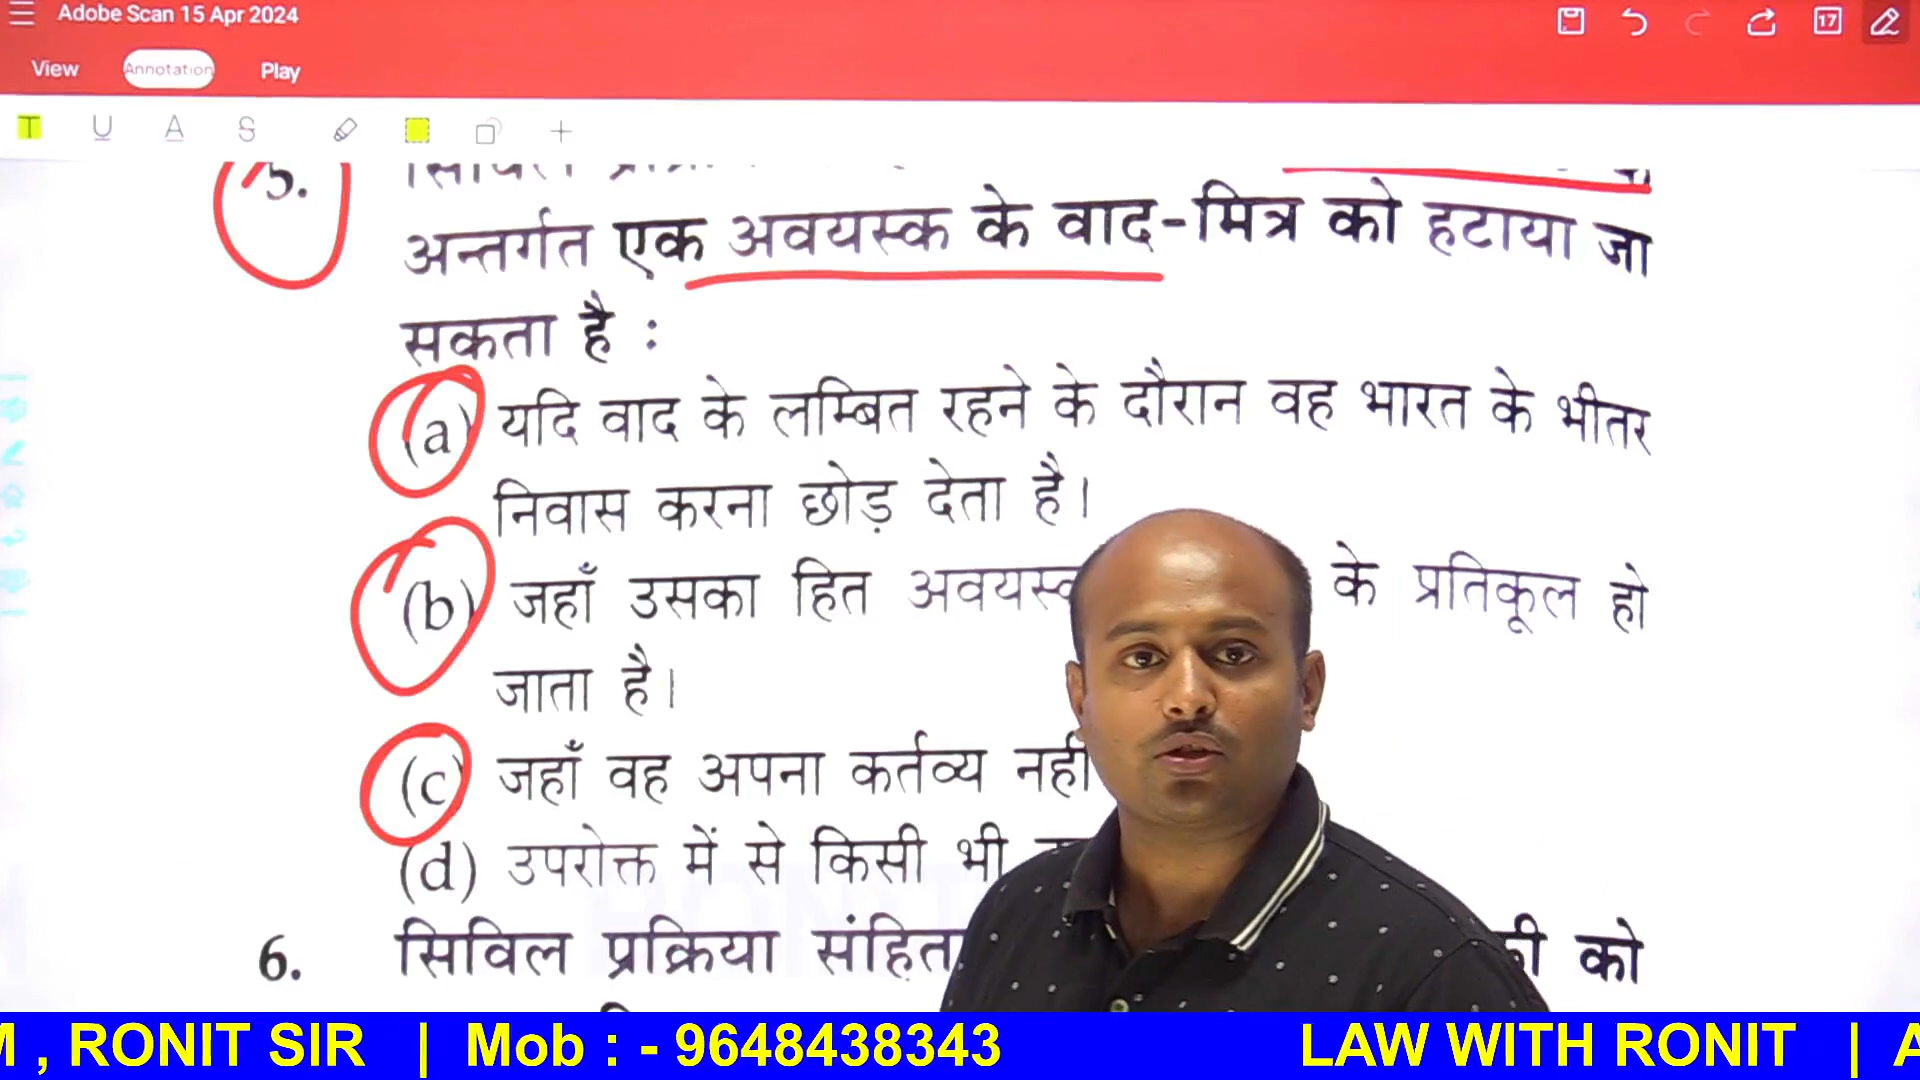 Adobe Scan 15 Apr 2024
17
View Annotation Play
T U A S
5.
अन्तर्गत एक अवयस्क के वाद-मित्र को हटाया जा
सकता है :
(a) यदि वाद के लम्बित रहने के दौरान वह भारत के भीतर
निवास करना छोड़ देता है।
(b) जहाँ उसका हित के प्रतिकूल हो
जाता है।
(c) जहाँ वह अपना कर्तव्य नहीं
(d) उपरोक्त में से किसी भी
6. सिविल प्रक्रिया को
, RONIT SIR | Mob : - 9648438343 LAW WITH RONIT |